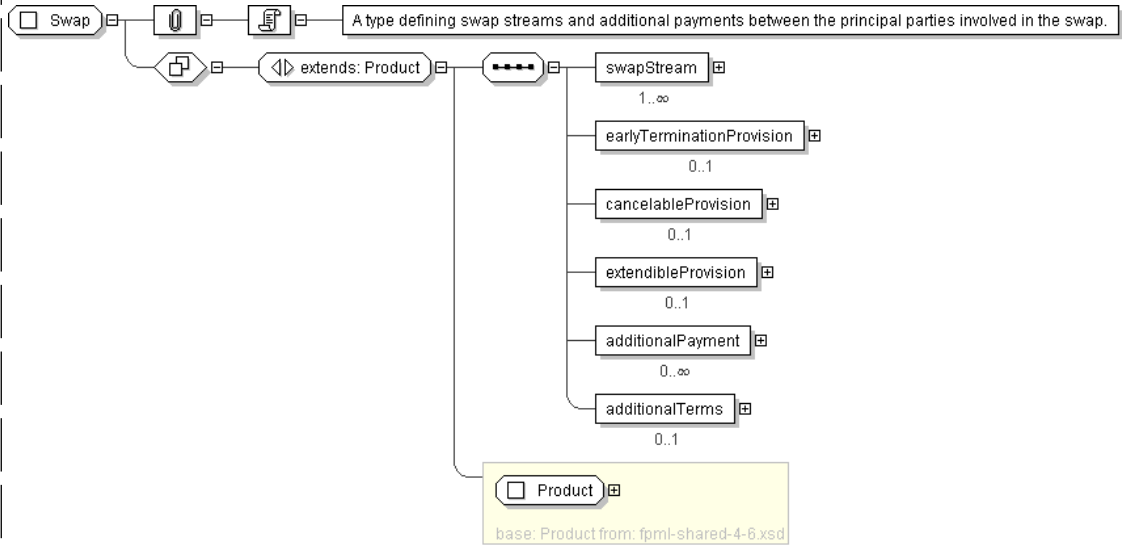 Swap
A type defining swap streams and additional payments between the principal parties involved in the swap.
extends: Product
swapStream
1..∞
earlyTerminationProvision
0..1
cancelableProvision
0..1
extendibleProvision
0..1
additionalPayment
0..∞
additionalTerms
0..1
Product
base: Product from: fpml-shared-4-6.xsd